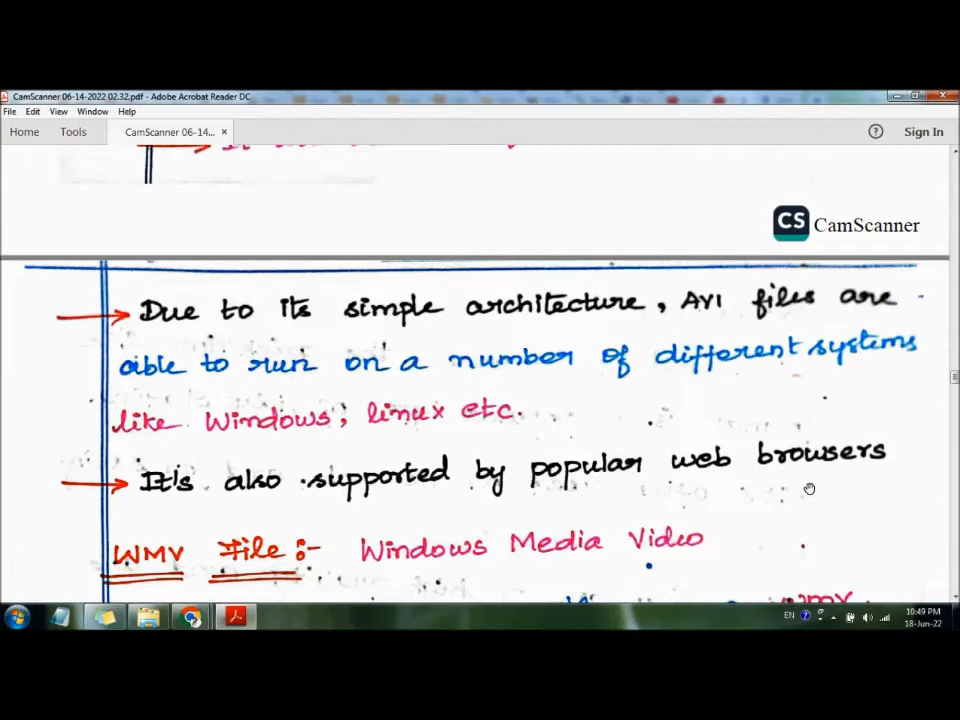 CamScanner 06-14-2022 02.32.pdf - Adobe Acrobat Reader DC
File Edit View Window Help
Home Tools CamScanner 06-14... × Sign In
CS CamScanner
Due to its simple architecture, AVI files are
able to run on a number of different systems
like Windows, linux etc.
It's also supported by popular web browsers
WMV File :- Windows Media Video
WMV
EN 10:49 PM
18-Jun-22